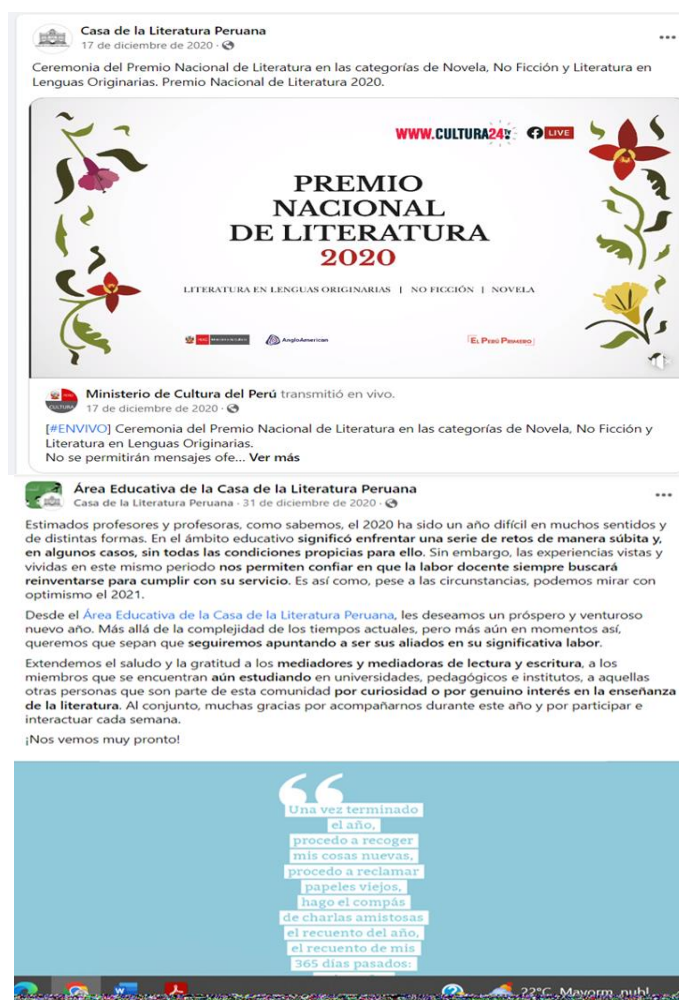 Casa de la Literatura Peruana
17 de diciembre de 2020 ·
Ceremonia del Premio Nacional de Literatura en las categorías de Novela, No Ficción y Literatura en
Lenguas Originarias. Premio Nacional de Literatura 2020.
WWW.CULTURA24 LIVE
PREMIO
NACIONAL
DE LITERATURA
2020
LITERATURA EN LENGUAS ORIGINARIAS | NO FICCIÓN | NOVELA
PERÚ AngloAmerican EL PERÚ PRIMERO
Ministerio de Cultura del Perú transmitió en vivo.
17 de diciembre de 2020 ·
[#ENVIVO] Ceremonia del Premio Nacional de Literatura en las categorías de Novela, No Ficción y
Literatura en Lenguas Originarias.
No se permitirán mensajes ofe... Ver más
Área Educativa de la Casa de la Literatura Peruana
Casa de la Literatura Peruana · 31 de diciembre de 2020 ·
Estimados profesores y profesoras, como sabemos, el 2020 ha sido un año difícil en muchos sentidos y
de distintas formas. En el ámbito educativo significó enfrentar una serie de retos de manera súbita y,
en algunos casos, sin todas las condiciones propicias para ello. Sin embargo, las experiencias vistas y
vividas en este mismo periodo nos permiten confiar en que la labor docente siempre buscará
reinventarse para cumplir con su servicio. Es así como, pese a las circunstancias, podemos mirar con
optimismo el 2021.
Desde el Área Educativa de la Casa de la Literatura Peruana, les deseamos un próspero y venturoso
nuevo año. Más allá de la complejidad de los tiempos actuales, pero más aún en momentos así,
queremos que sepan que seguiremos apuntando a ser sus aliados en su significativa labor.
Extendemos el saludo y la gratitud a los mediadores y mediadoras de lectura y escritura, a los
miembros que se encuentran aún estudiando en universidades, pedagógicos e institutos, a aquellas
otras personas que son parte de esta comunidad por curiosidad o por genuino interés en la enseñanza
de la literatura. Al conjunto, muchas gracias por acompañarnos durante este año y por participar e
interactuar cada semana.
¡Nos vemos muy pronto!
Una vez terminado
el año,
procedo a recoger
mis cosas nuevas,
procedo a reclamar
papeles viejos,
hago el compás
de charlas amistosas
el recuento del año,
el recuento de mis
365 días pasados:
22°C Mayorm. nubl